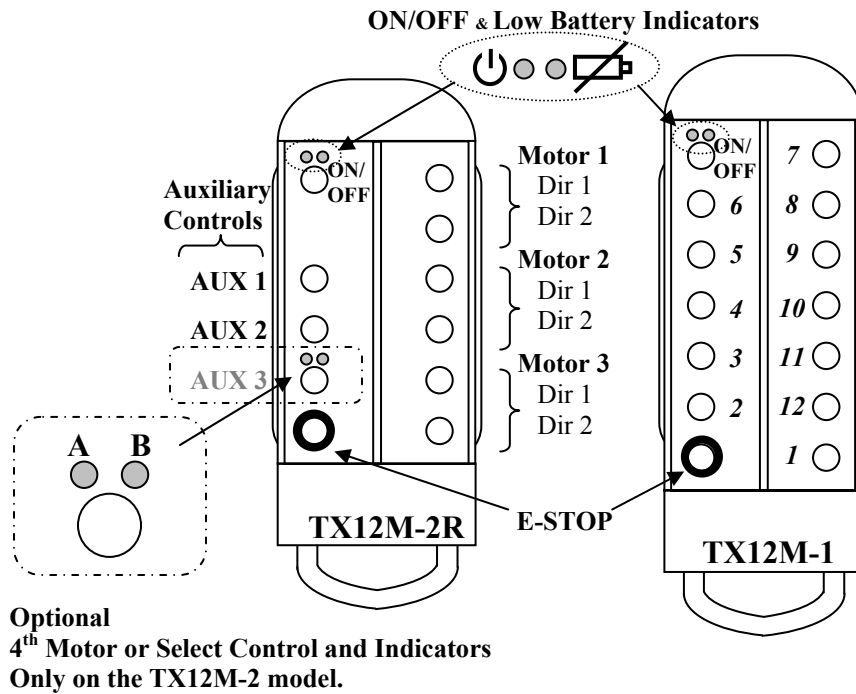 ON/OFF & Low Battery Indicators
ON/
OFF
Auxiliary
Controls
AUX 1
AUX 2
AUX 3
A B
Motor 1
Dir 1
Dir 2
Motor 2
Dir 1
Dir 2
Motor 3
Dir 1
Dir 2
E-STOP
TX12M-2R
ON/
OFF
7
6 8
5 9
4 10
3 11
2 12
1
TX12M-1
Optional
4th Motor or Select Control and Indicators
Only on the TX12M-2 model.